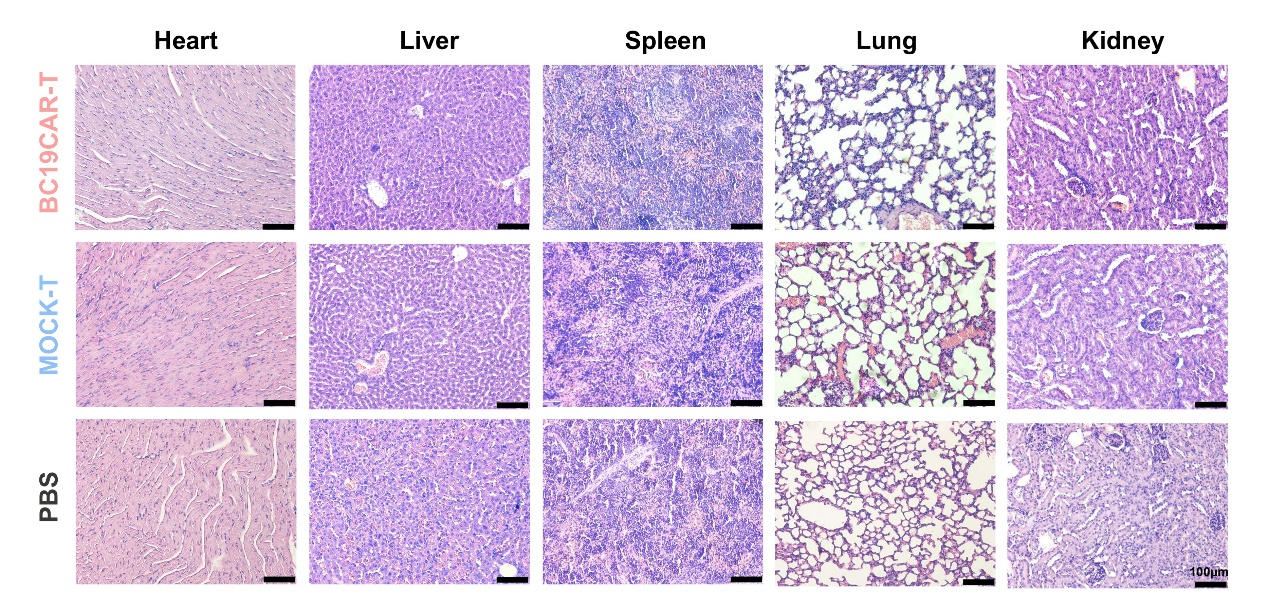 Heart Liver Spleen Lung Kidney
BC19CAR-T
MOCK-T
PBS
100μm